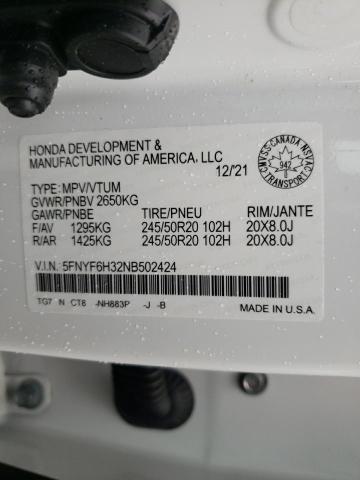 HONDA DEVELOPMENT &
MANUFACTURING OF AMERICA, LLC
12/21
CANADA
942
TRANSPORT
TYPE: MPV/VTUM
GVWR/PNBV 2650KG
GAWR/PNBE TIRE/PNEU RIM/JANTE
F/AV 1295KG 245/50R20 102H 20X8.0J
R/AR 1425KG 245/50R20 102H 20X8.0J
V.I.N.: 5FNYF6H32NB502424
TG7 IN CT8 -NH883P -J -B
MADE IN U.S.A.